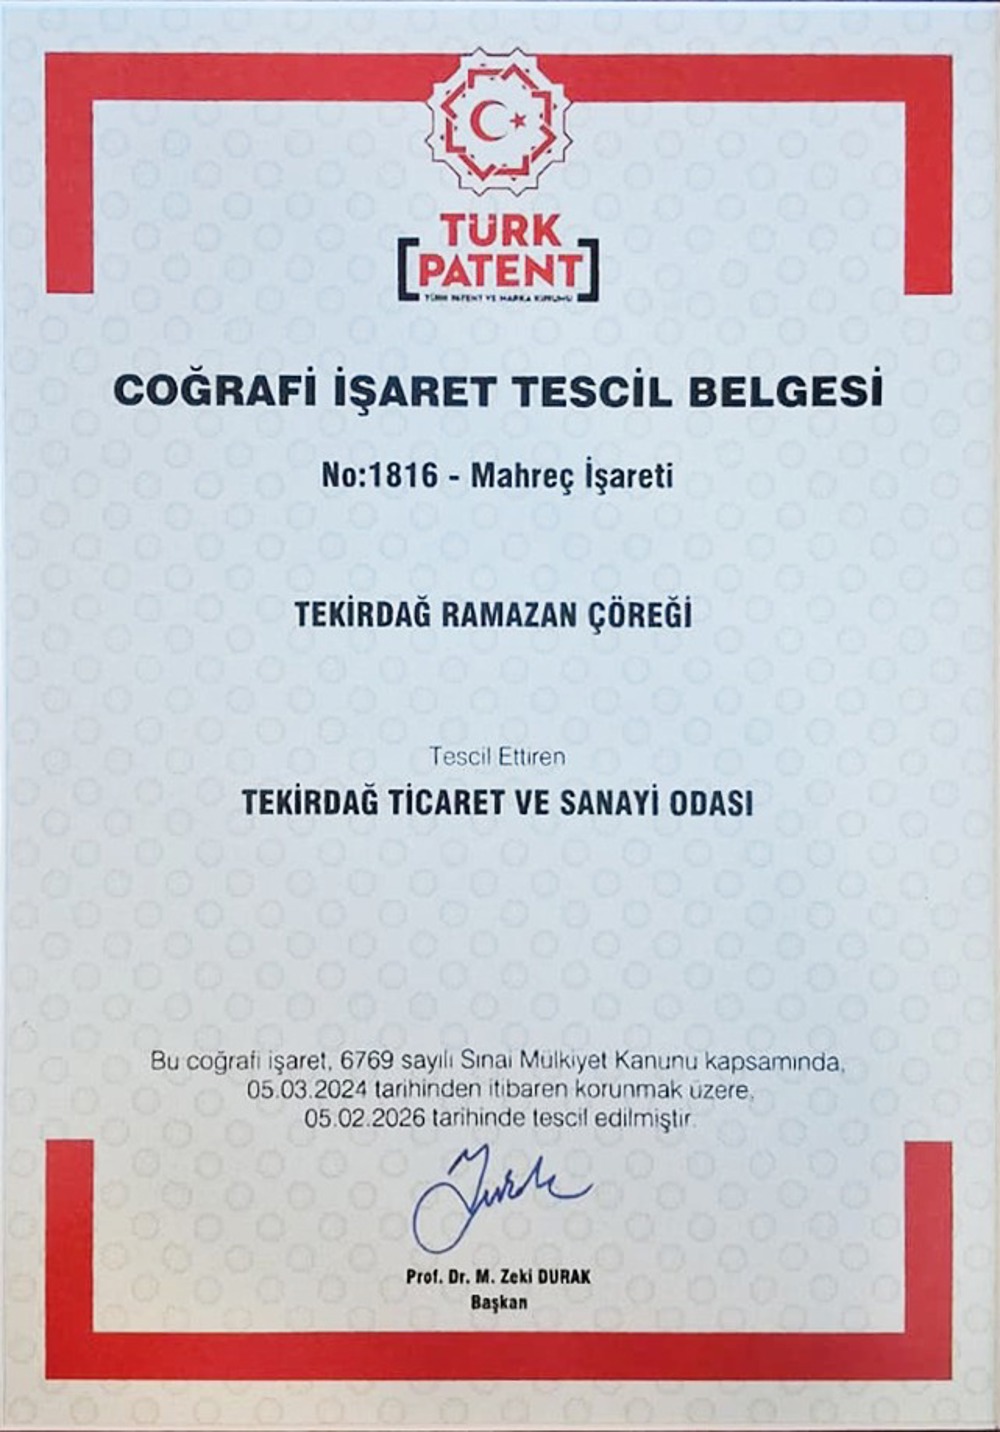 TÜRK
PATENT
TÜRK PATENT VE MARKA KURUMU
COĞRAFİ İŞARET TESCİL BELGESİ
No:1816 - Mahreç İşareti
TEKİRDAĞ RAMAZAN ÇÖREĞİ
Tescil Ettiren
TEKİRDAĞ TİCARET VE SANAYİ ODASI
Bu coğrafi işaret, 6769 sayılı Sınai Mülkiyet Kanunu kapsamında,
05.03.2024 tarihinden itibaren korunmak üzere,
05.02.2026 tarihinde tescil edilmiştir.
Prof. Dr. M. Zeki DURAK
Başkan